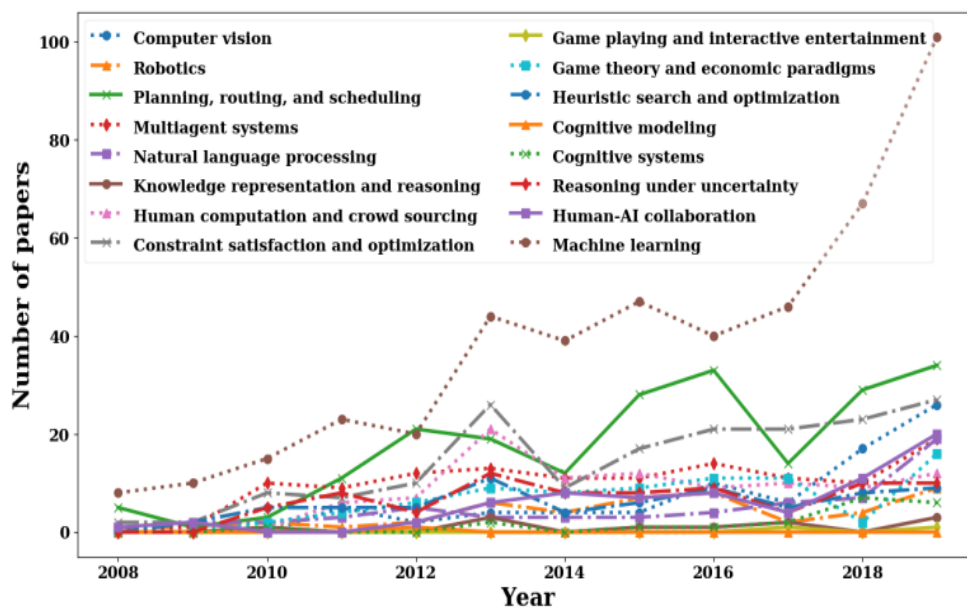 Number of papers
100
80
60
40
20
0
Computer vision
Robotics
Planning, routing, and scheduling
Multiagent systems
Natural language processing
Knowledge representation and reasoning
Human computation and crowd sourcing
Constraint satisfaction and optimization
Game playing and interactive entertainment
Game theory and economic paradigms
Heuristic search and optimization
Cognitive modeling
Cognitive systems
Reasoning under uncertainty
Human-AI collaboration
Machine learning
2008
2010
2012
2014
2016
2018
Year